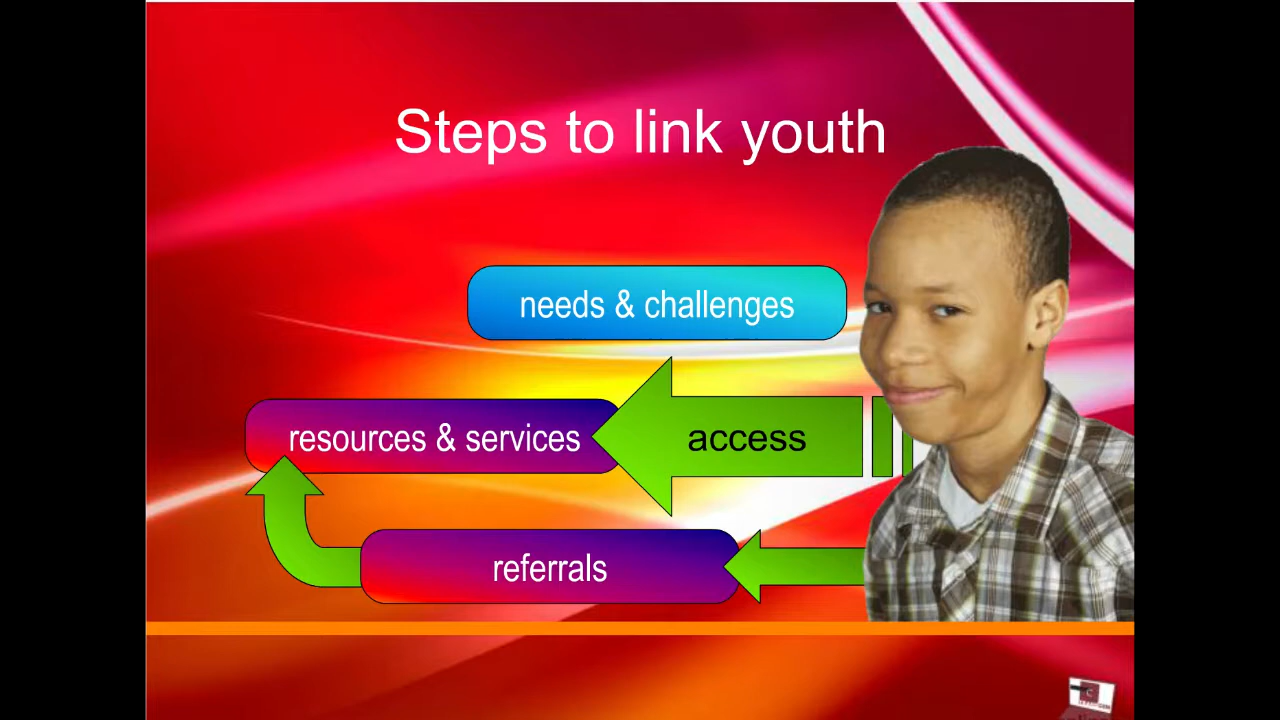 Steps to link youth
needs & challenges
resources & services
access
referrals